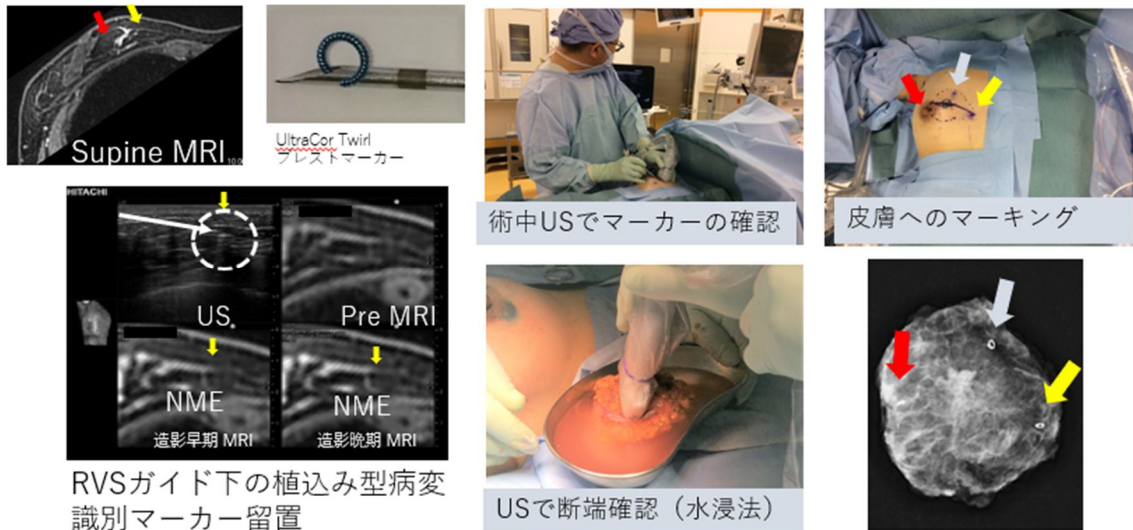 Supine MRI
10.0
UltraCor Twirl
ブレストマーカー
HITACHI
US
Pre MRI
NME
造影早期 MRI
NME
造影晩期 MRI
RVSガイド下の植込み型病変
識別マーカー留置
術中USでマーカーの確認
皮膚へのマーキング
USで断端確認（水浸法）